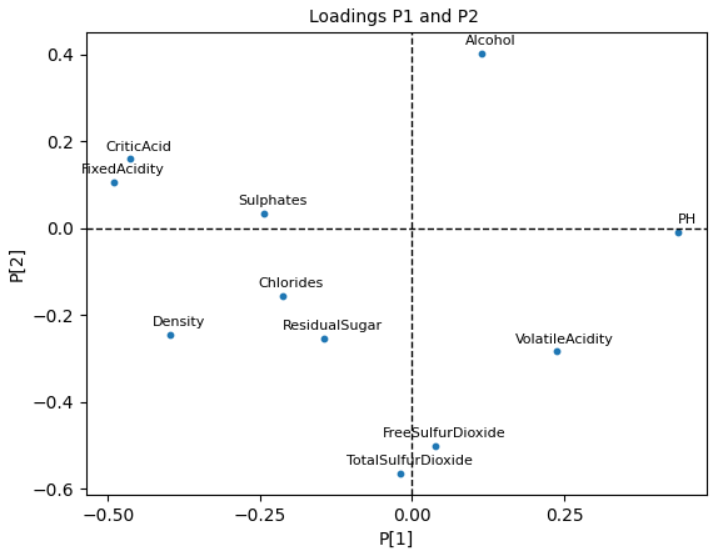 Loadings P1 and P2
Alcohol
0.4
0.2
CriticAcid
FixedAcidity
Sulphates
PH
0.0
Chlorides
Density
ResidualSugar
−0.2
VolatileAcidity
−0.4
FreeSulfurDioxide
TotalSulfurDioxide
−0.6
P[2]
−0.50 −0.25 0.00 0.25
P[1]